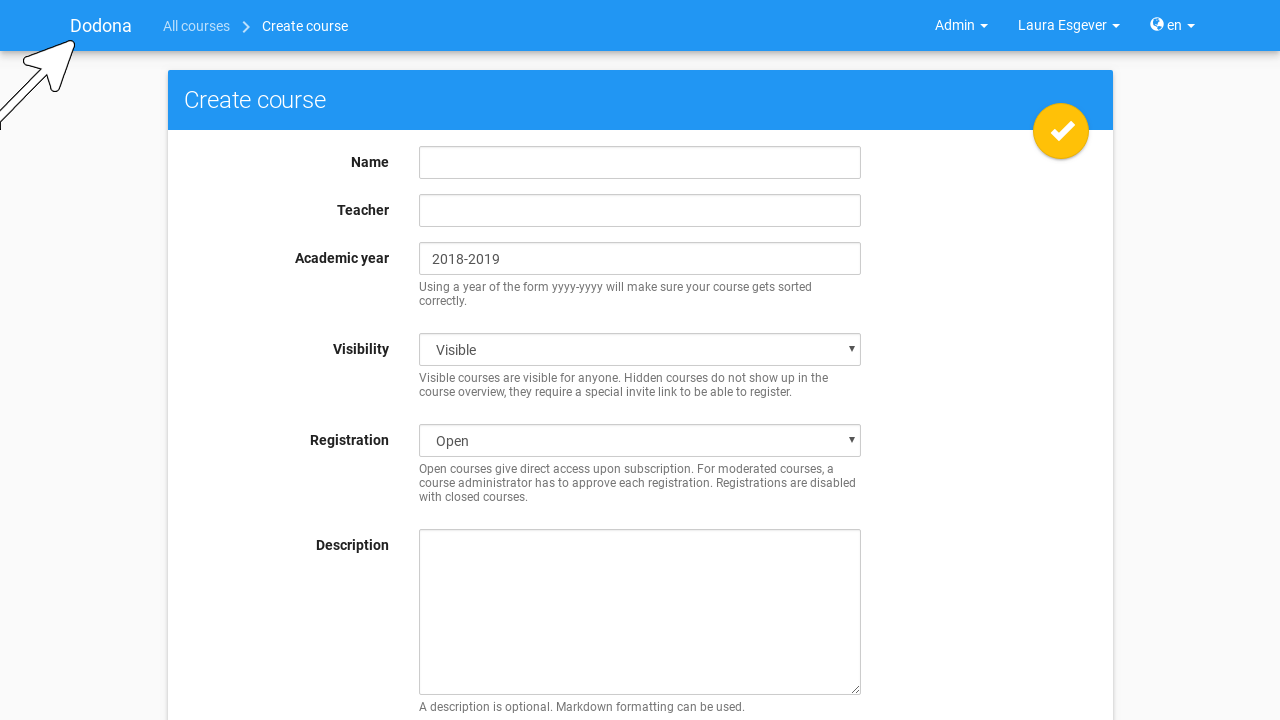 Dodona
All courses
Create course
Admin
Laura Esgever
en
Create course
Name
Teacher
Academic year
2018-2019
Using a year of the form yyyy-yyyy will make sure your course gets sorted
correctly.
Visibility
Visible
Visible courses are visible for anyone. Hidden courses do not show up in the
course overview, they require a special invite link to be able to register.
Registration
Open
Open courses give direct access upon subscription. For moderated courses, a
course administrator has to approve each registration. Registrations are disabled
with closed courses.
Description
A description is optional. Markdown formatting can be used.